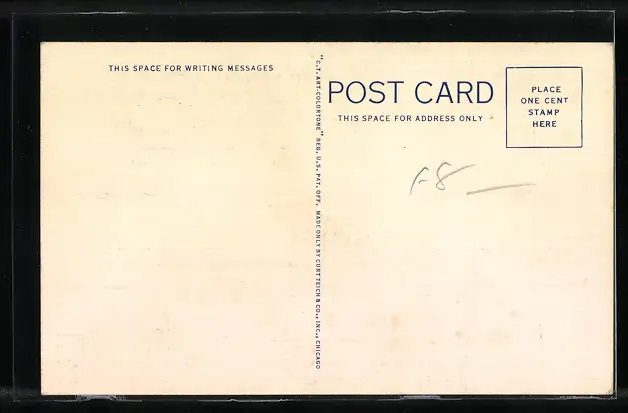 THIS SPACE FOR WRITING MESSAGES
"C.T. ART-COLORTONE" REG. U.S. PAT. OFF. MADE ONLY BY CURT TEICH & CO., INC., CHICAGO
POST CARD
THIS SPACE FOR ADDRESS ONLY
PLACE
ONE CENT
STAMP
HERE